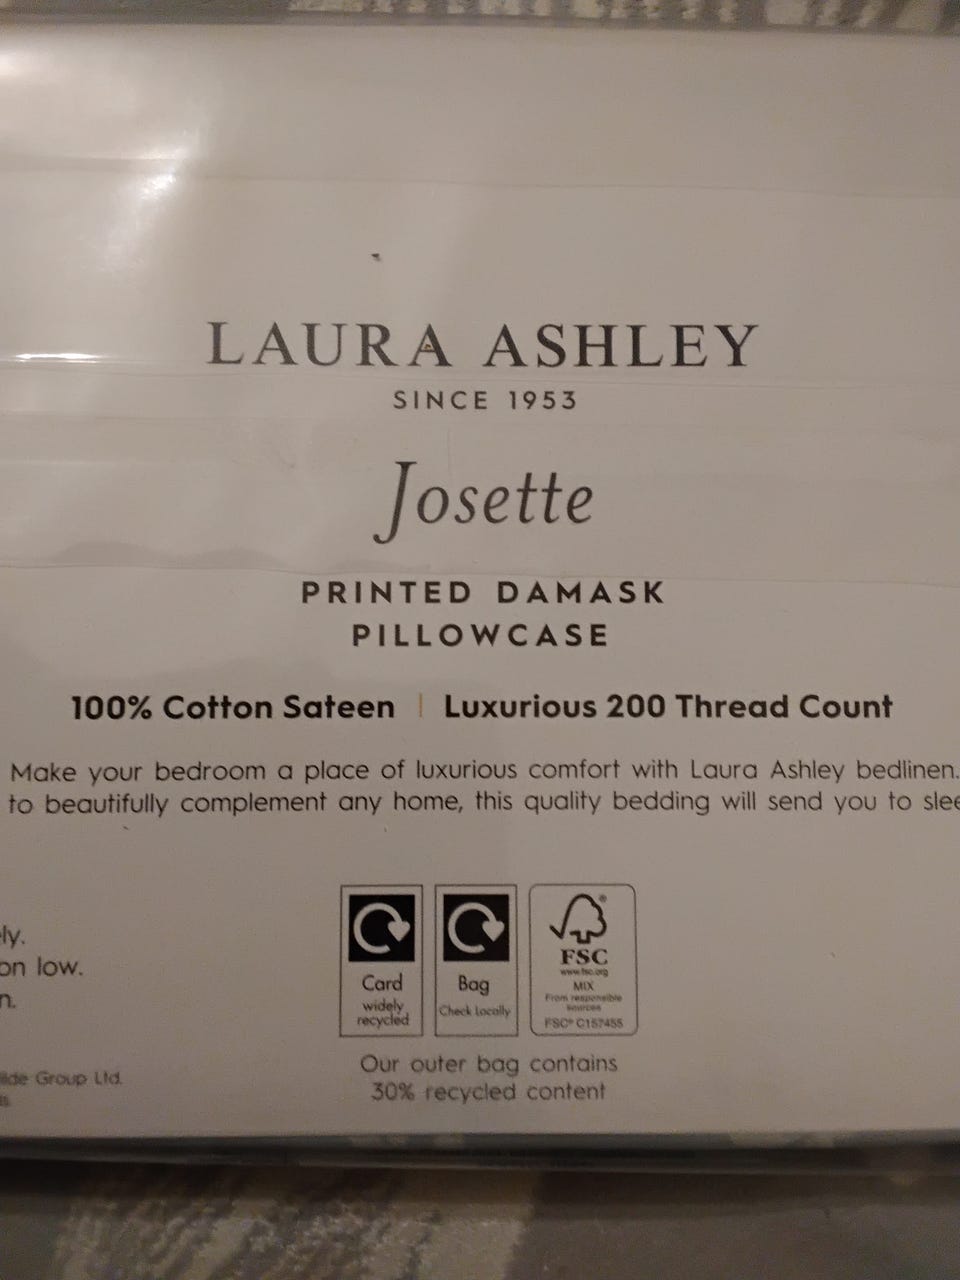 LAURA ASHLEY
SINCE 1953
Josette
PRINTED DAMASK
PILLOWCASE
100% Cotton Sateen | Luxurious 200 Thread Count
Make your bedroom a place of luxurious comfort with Laura Ashley bedlinen.
to beautifully complement any home, this quality bedding will send you to slee
ly.
on low.
n.
Card
widely
recycled
Bag
Check Locally
FSC
www.fsc.org
MIX
From responsible
sources
FSC® C157455
Our outer bag contains
30% recycled content
ilde Group Ltd.